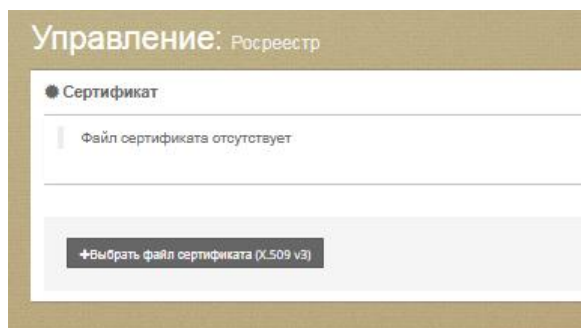 Управление: Росреестр
Сертификат
Файл сертификата отсутствует
+Выбрать файл сертификата (X.509 v3)